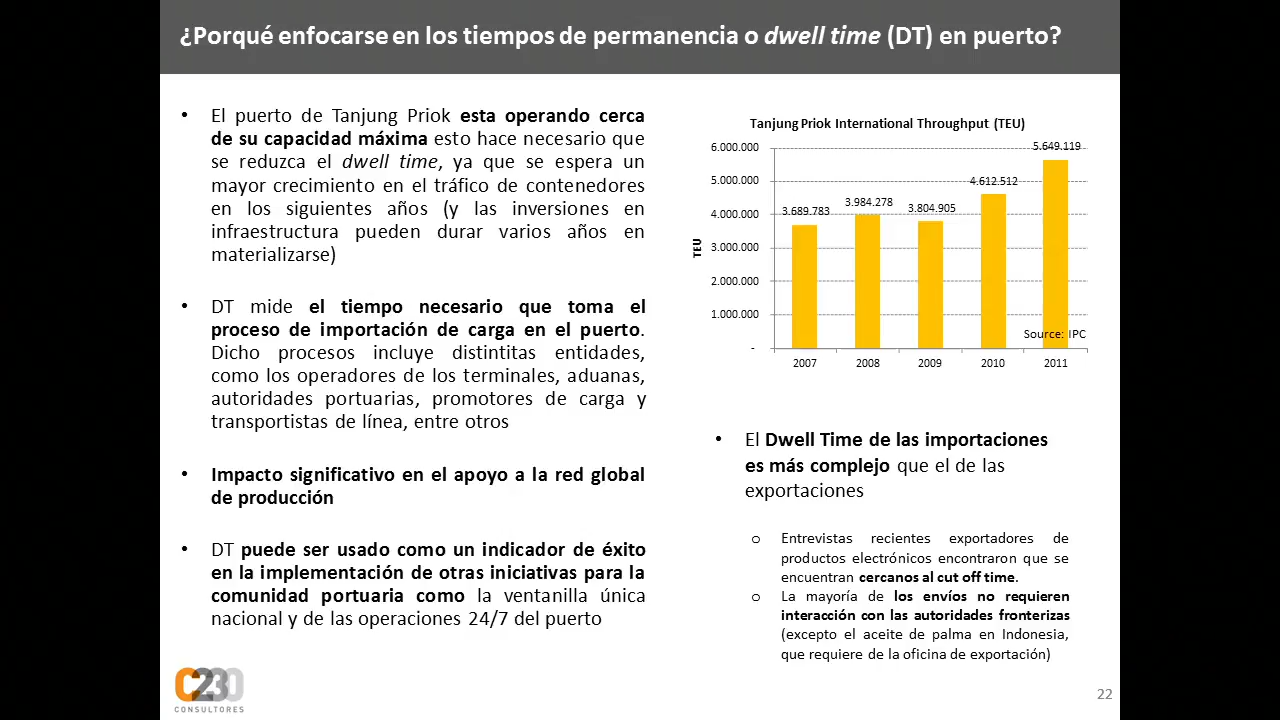 ¿Porqué enfocarse en los tiempos de permanencia o dwell time (DT) en puerto?
• El puerto de Tanjung Priok esta operando cerca
de su capacidad máxima esto hace necesario que
se reduzca el dwell time, ya que se espera un
mayor crecimiento en el tráfico de contenedores
en los siguientes años (y las inversiones en
infraestructura pueden durar varios años en
materializarse)
• DT mide el tiempo necesario que toma el
proceso de importación de carga en el puerto.
Dicho procesos incluye distintitas entidades,
como los operadores de los terminales, aduanas,
autoridades portuarias, promotores de carga y
transportistas de línea, entre otros
• Impacto significativo en el apoyo a la red global
de producción
• DT puede ser usado como un indicador de éxito
en la implementación de otras iniciativas para la
comunidad portuaria como la ventanilla única
nacional y de las operaciones 24/7 del puerto
Tanjung Priok International Throughput (TEU)
TEU
6.000.000
5.000.000
4.000.000
3.000.000
2.000.000
1.000.000
-
3.689.783
3.984.278
3.804.905
4.612.512
5.649.119
Source: IPC
2007 2008 2009 2010 2011
• El Dwell Time de las importaciones
es más complejo que el de las
exportaciones
o Entrevistas recientes exportadores de
productos electrónicos encontraron que se
encuentran cercanos al cut off time.
o La mayoría de los envíos no requieren
interacción con las autoridades fronterizas
(excepto el aceite de palma en Indonesia,
que requiere de la oficina de exportación)
C230
CONSULTORES
22